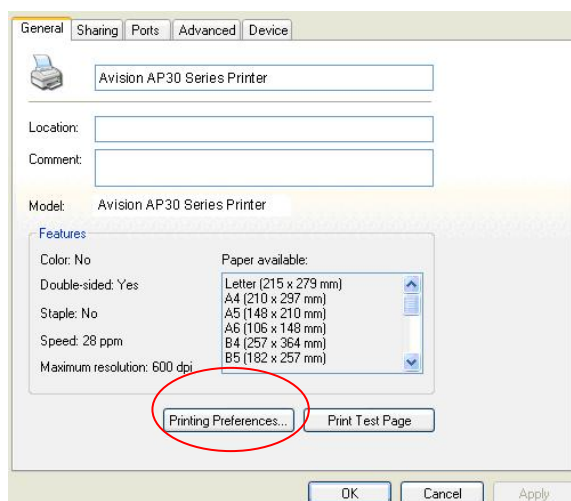 General Sharing Ports Advanced Device
Avision AP30 Series Printer
Location:
Comment:
Model: Avision AP30 Series Printer
Features
Color: No
Double-sided: Yes
Staple: No
Speed: 28 ppm
Maximum resolution: 600 dpi
Paper available:
Letter (215 x 279 mm)
A4 (210 x 297 mm)
A5 (148 x 210 mm)
A6 (106 x 148 mm)
B4 (257 x 364 mm)
B5 (182 x 257 mm)
Printing Preferences... Print Test Page
OK Cancel Apply